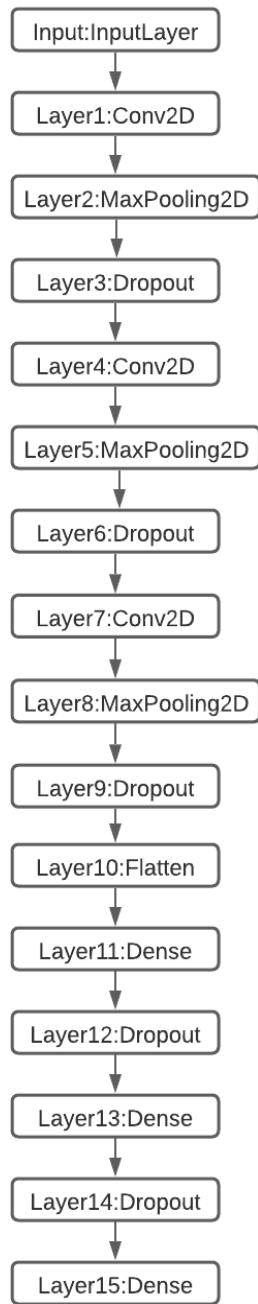 Input:InputLayer
Layer1:Conv2D
Layer2:MaxPooling2D
Layer3:Dropout
Layer4:Conv2D
Layer5:MaxPooling2D
Layer6:Dropout
Layer7:Conv2D
Layer8:MaxPooling2D
Layer9:Dropout
Layer10:Flatten
Layer11:Dense
Layer12:Dropout
Layer13:Dense
Layer14:Dropout
Layer15:Dense